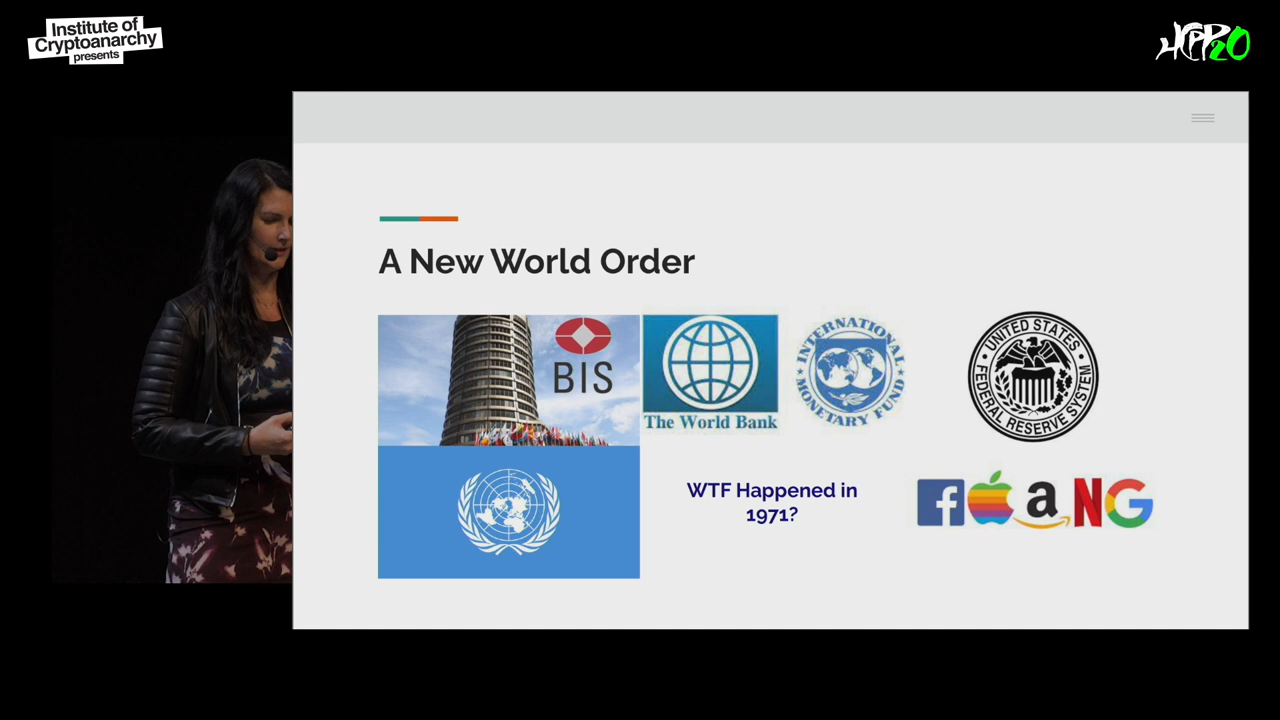 Institute of
Cryptoanarchy
presents
HCPP20
A New World Order
BIS
The World Bank
INTERNATIONAL
MONETARY FUND
UNITED STATES
FEDERAL RESERVE SYSTEM
WTF Happened in
1971?
f a N G